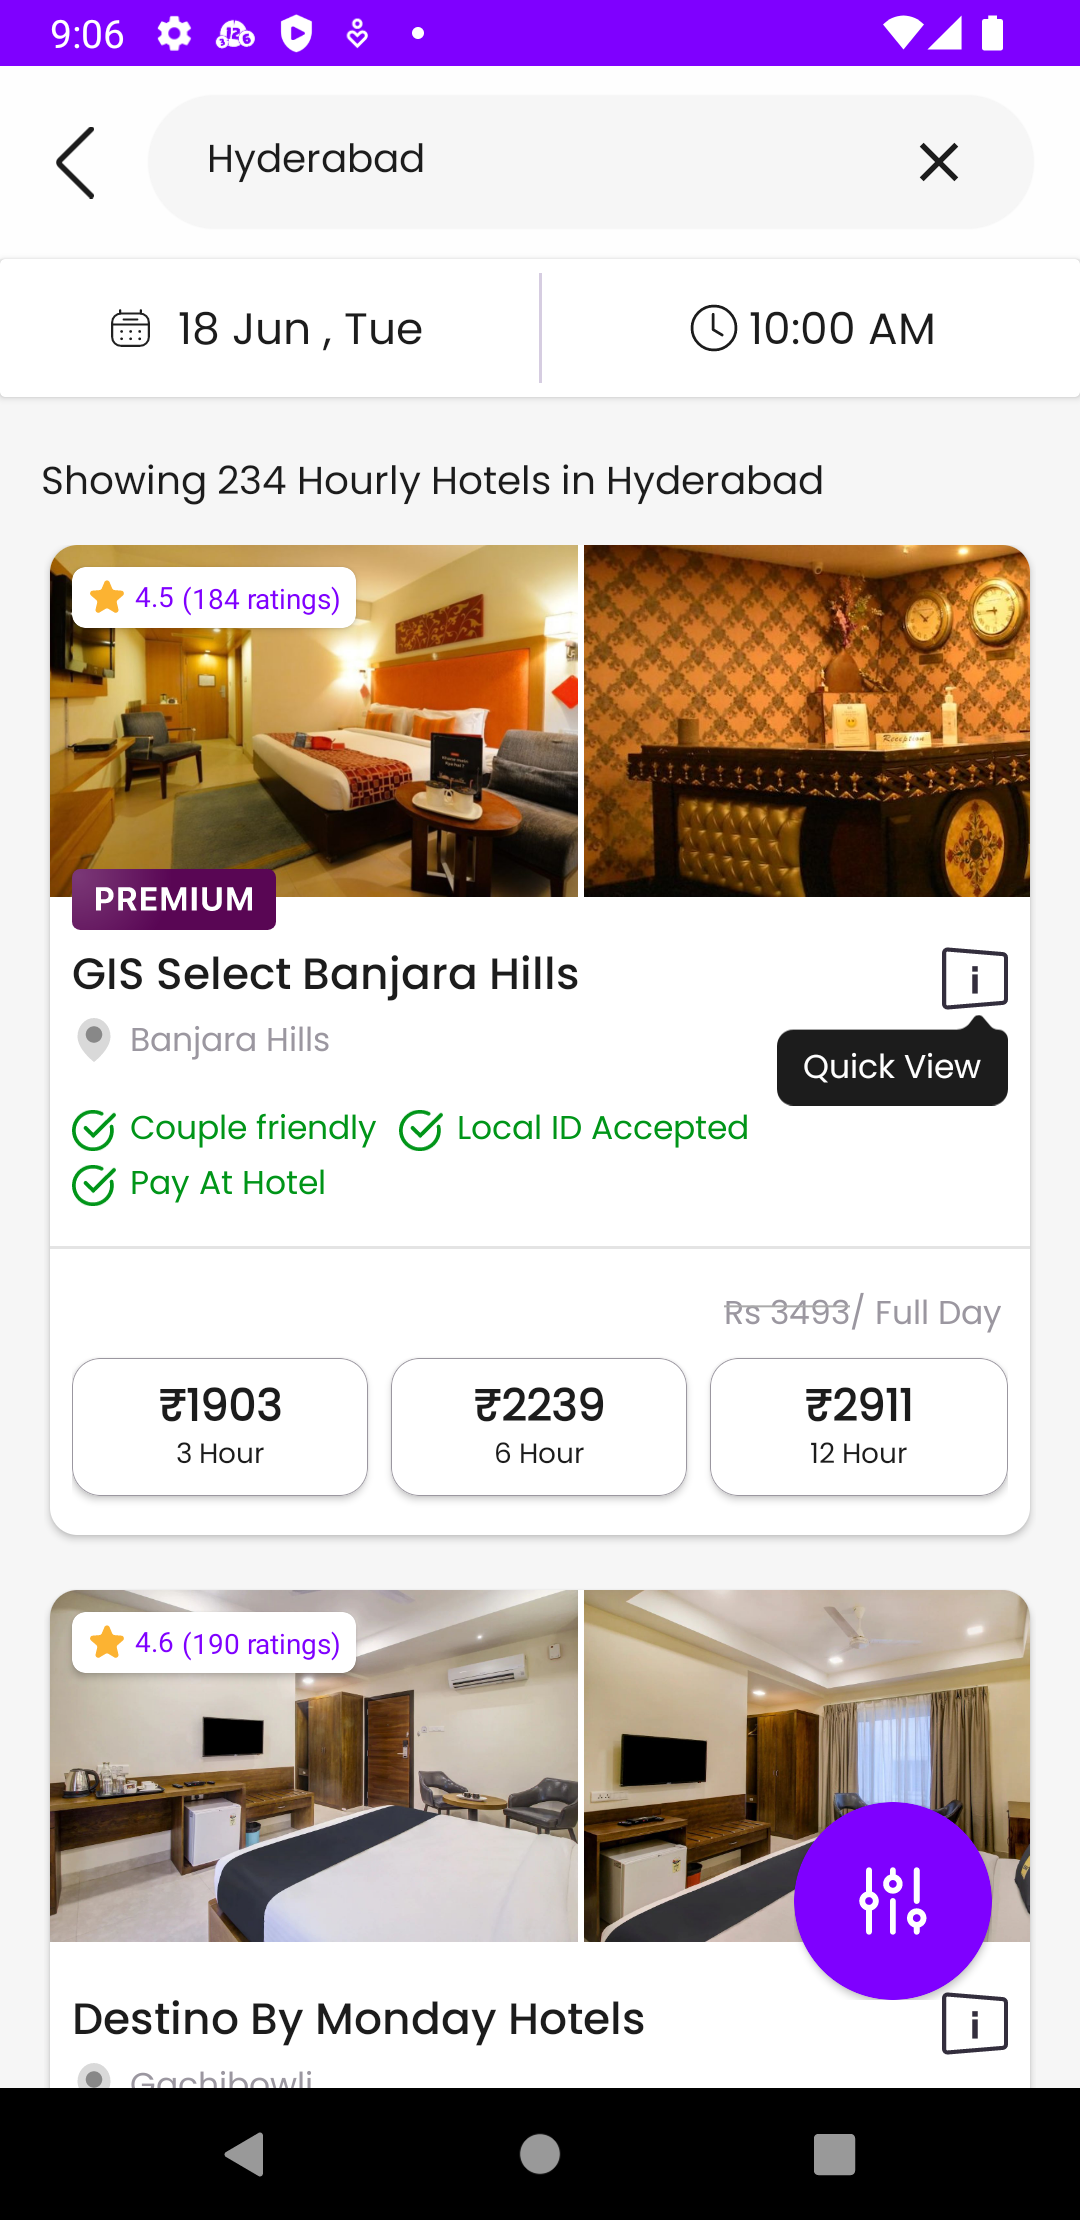 9:06
Hyderabad
18 Jun , Tue
10:00 AM
Showing 234 Hourly Hotels in Hyderabad
4.5 (184 ratings)
Reception
PREMIUM
GIS Select Banjara Hills
Banjara Hills
Quick View
Couple friendly Local ID Accepted
Pay At Hotel
Rs 3493/ Full Day
₹1903 ₹2239 ₹2911
3 Hour 6 Hour 12 Hour
4.6 (190 ratings)
Destino By Monday Hotels
Gachibowli